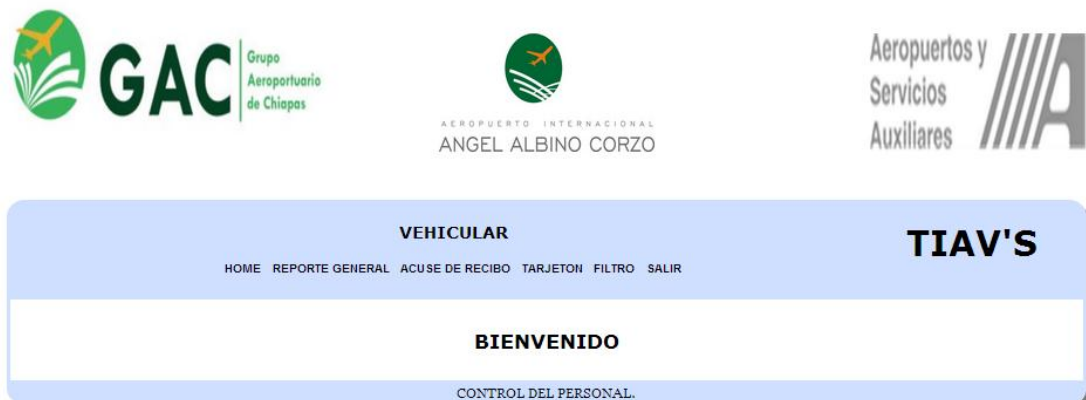 GAC
Grupo
Aeroportuario
de Chiapas
AEROPUERTO INTERNACIONAL
ANGEL ALBINO CORZO
Aeropuertos y
Servicios
Auxiliares
VEHICULAR
TIAV'S
HOME REPORTE GENERAL ACUSE DE RECIBO TARJETON FILTRO SALIR
BIENVENIDO
CONTROL DEL PERSONAL.